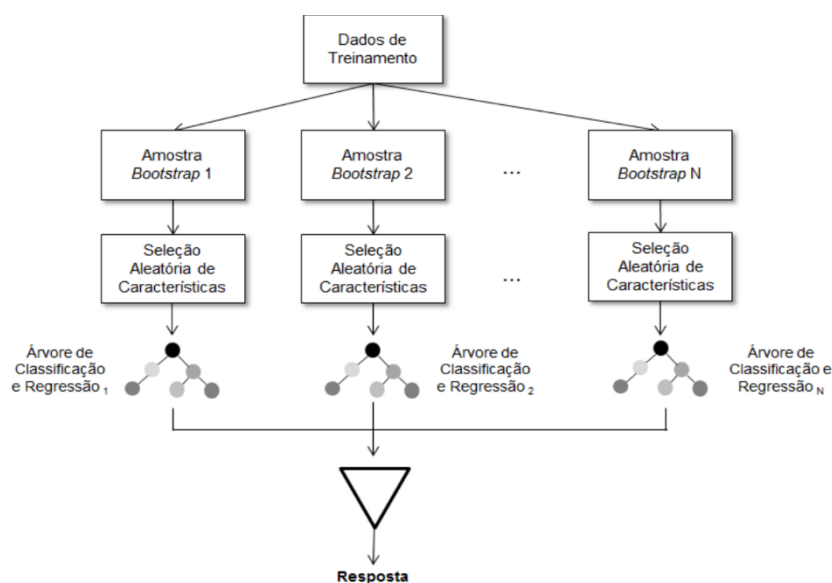 Dados de
Treinamento
Amostra
Bootstrap 1
Amostra
Bootstrap 2
...
Amostra
Bootstrap N
Seleção
Aleatória de
Características
Seleção
Aleatória de
Características
...
Seleção
Aleatória de
Características
Árvore de
Classificação
e Regressão 1
Árvore de
Classificação
e Regressão 2
Árvore de
Classificação e
Regressão N
Resposta